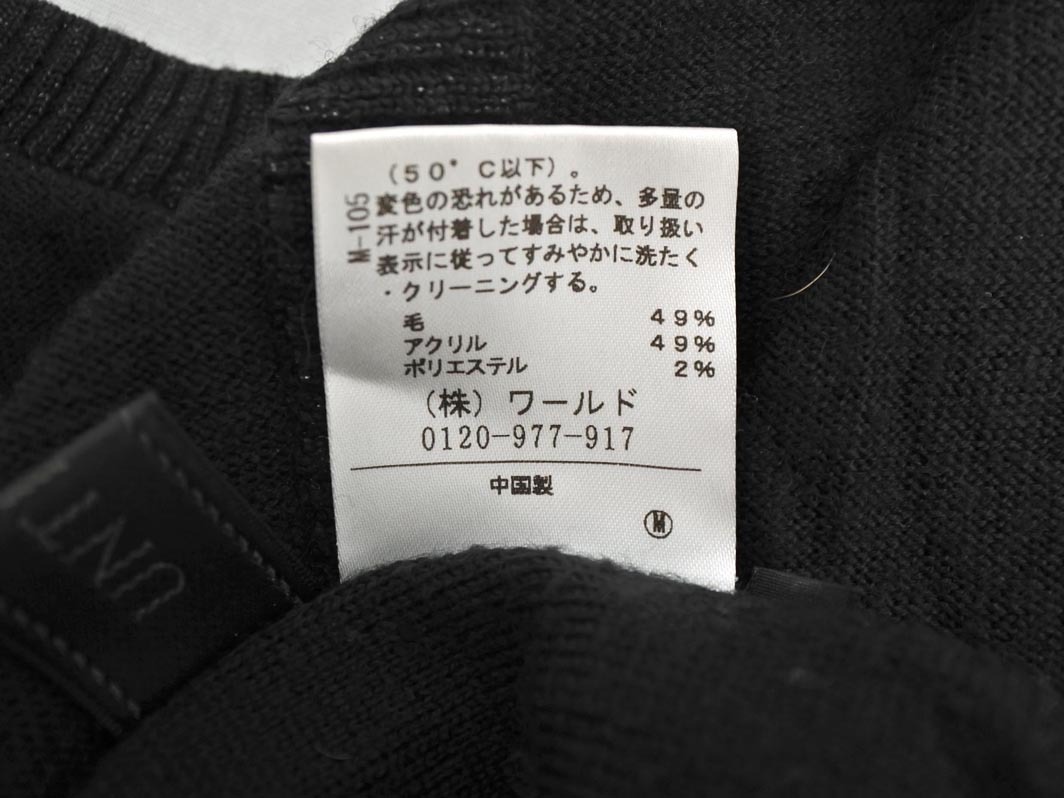 (50°C以下)。
変色の恐れがあるため、多量の
汗が付着した場合は、取り扱い
表示に従ってすみやかに洗たく
・クリーニングする。
M-105
毛 49%
アクリル 49%
ポリエステル 2%
(株) ワールド
0120-977-917
中国製
M
UNT